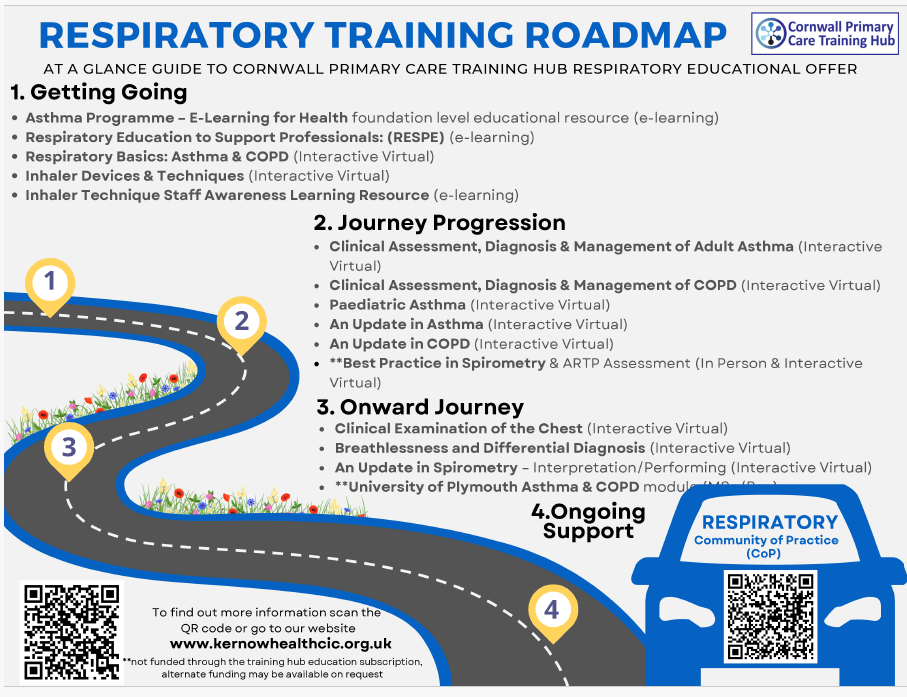 RESPIRATORY TRAINING ROADMAP
Cornwall Primary
Care Training Hub
AT A GLANCE GUIDE TO CORNWALL PRIMARY CARE TRAINING HUB RESPIRATORY EDUCATIONAL OFFER
1. Getting Going
• Asthma Programme – E-Learning for Health foundation level educational resource (e-learning)
• Respiratory Education to Support Professionals: (RESPE) (e-learning)
• Respiratory Basics: Asthma & COPD (Interactive Virtual)
• Inhaler Devices & Techniques (Interactive Virtual)
• Inhaler Technique Staff Awareness Learning Resource (e-learning)
2. Journey Progression
• Clinical Assessment, Diagnosis & Management of Adult Asthma (Interactive
Virtual)
• Clinical Assessment, Diagnosis & Management of COPD (Interactive Virtual)
• Paediatric Asthma (Interactive Virtual)
• An Update in Asthma (Interactive Virtual)
• An Update in COPD (Interactive Virtual)
• **Best Practice in Spirometry & ARTP Assessment (In Person & Interactive
Virtual)
3. Onward Journey
• Clinical Examination of the Chest (Interactive Virtual)
• Breathlessness and Differential Diagnosis (Interactive Virtual)
• An Update in Spirometry – Interpretation/Performing (Interactive Virtual)
• **University of Plymouth Asthma & COPD
4.Ongoing
Support
RESPIRATORY
Community of Practice
(CoP)
1
2
3
4
To find out more information scan the
QR code or go to our website
www.kernowhealthcic.org.uk
**not funded through the training hub education subscription,
alternate funding may be available on request